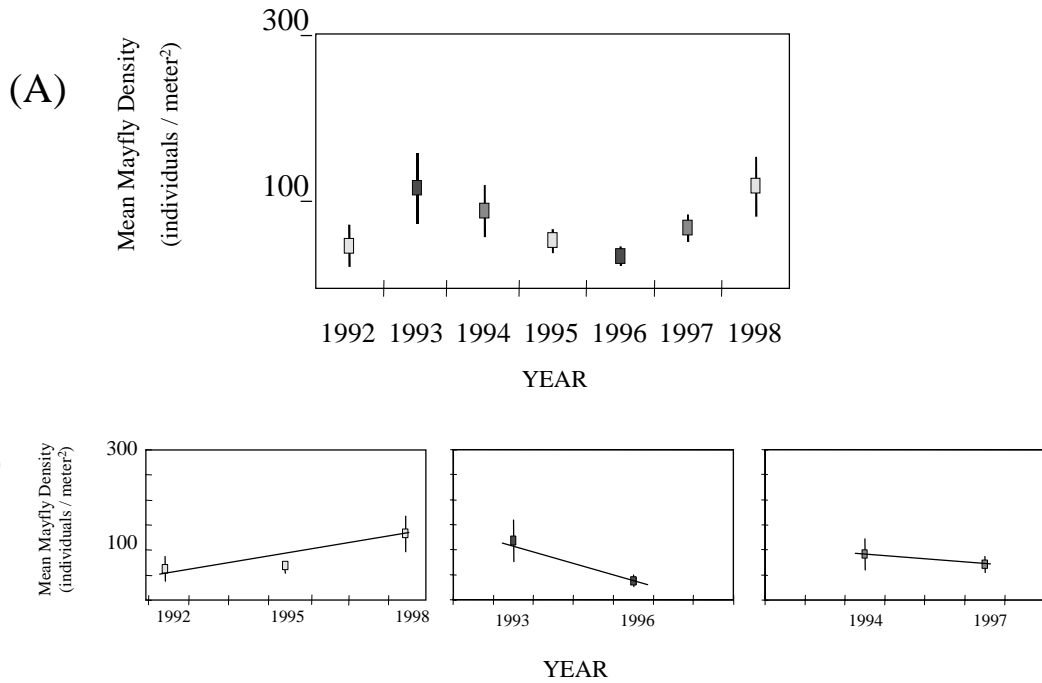 (A)
Mean Mayfly Density
(individuals / meter²)
300
100
1992 1993 1994 1995 1996 1997 1998
YEAR
Mean Mayfly Density
(individuals / meter²)
300
100
1992 1995 1998
1993 1996
1994 1997
YEAR